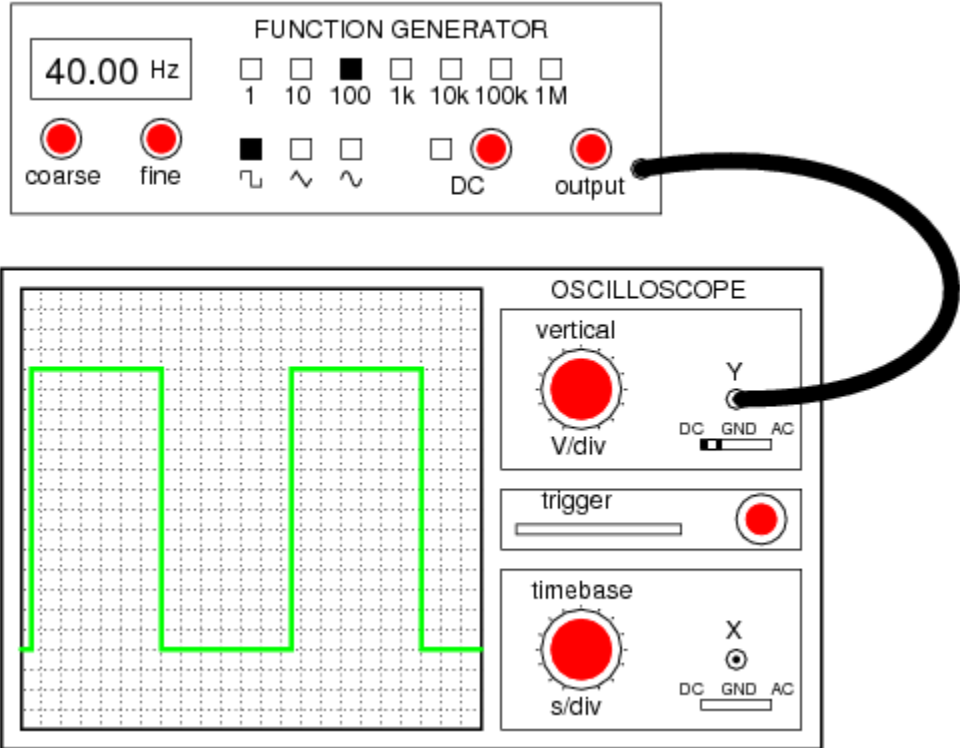 FUNCTION GENERATOR
40.00 Hz
1 10 100 1k 10k 100k 1M
coarse fine
DC output
OSCILLOSCOPE
vertical
Y
DC GND AC
V/div
trigger
timebase
X
DC GND AC
s/div